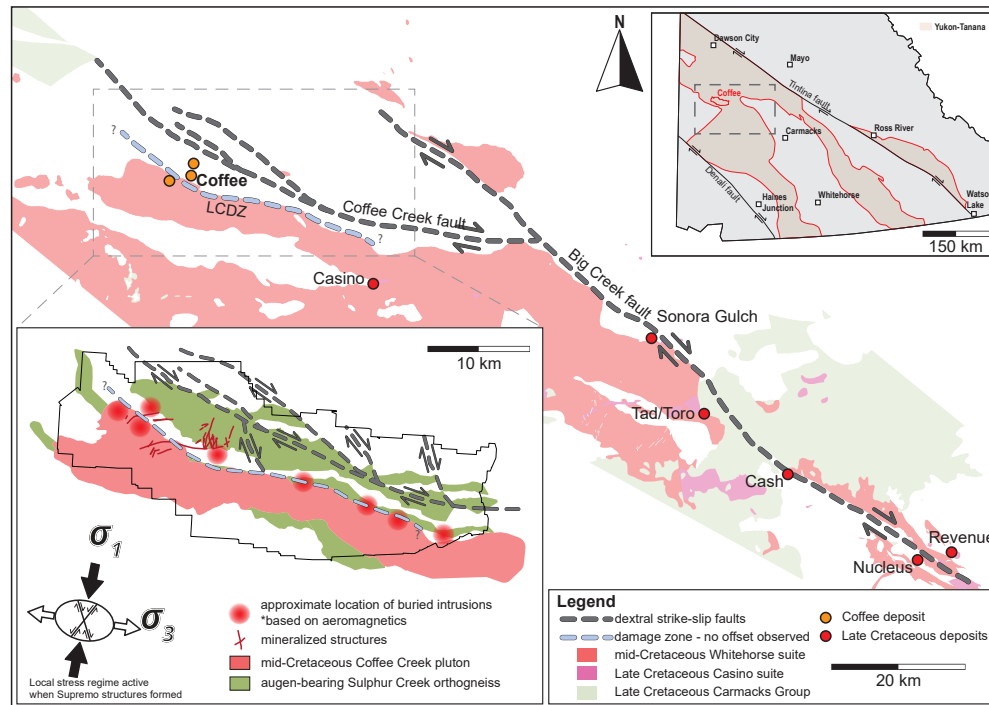 N
Yukon-Tanana
Dawson City
Mayo
Tintina fault
Coffee
Carmacks
Ross River
Denali fault
Haines
Junction
Whitehorse
Watso
Lake
150 km
?
Coffee
LCDZ
Coffee Creek fault
?
Casino
Big Creek fault
Sonora Gulch
Tad/Toro
Cash
Revenue
Nucleus
10 km
?
?
σ1
σ3
Local stress regime active
when Supremo structures formed
approximate location of buried intrusions
*based on aeromagnetics
mineralized structures
mid-Cretaceous Coffee Creek pluton
augen-bearing Sulphur Creek orthogneiss
Legend
dextral strike-slip faults
damage zone - no offset observed
mid-Cretaceous Whitehorse suite
Late Cretaceous Casino suite
Late Cretaceous Carmacks Group
Coffee deposit
Late Cretaceous deposits
20 km